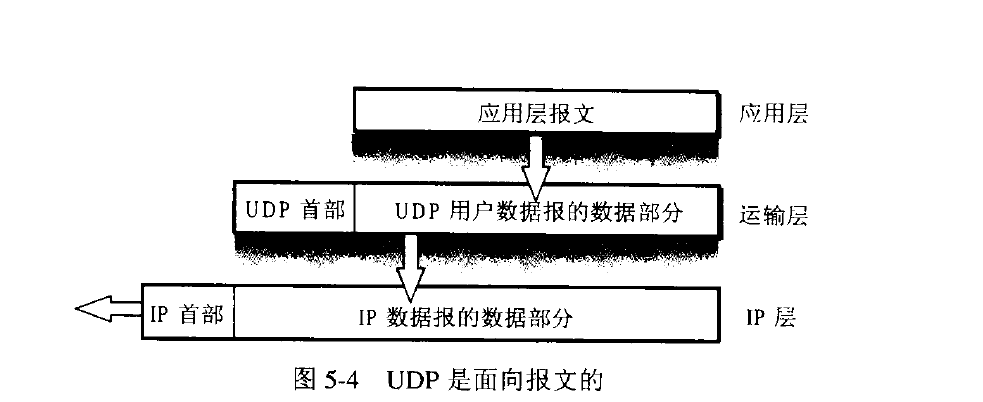 应用层报文 应用层
UDP 首部 UDP 用户数据报的数据部分 运输层
IP 首部 IP 数据报的数据部分 IP 层
图 5-4 UDP 是面向报文的